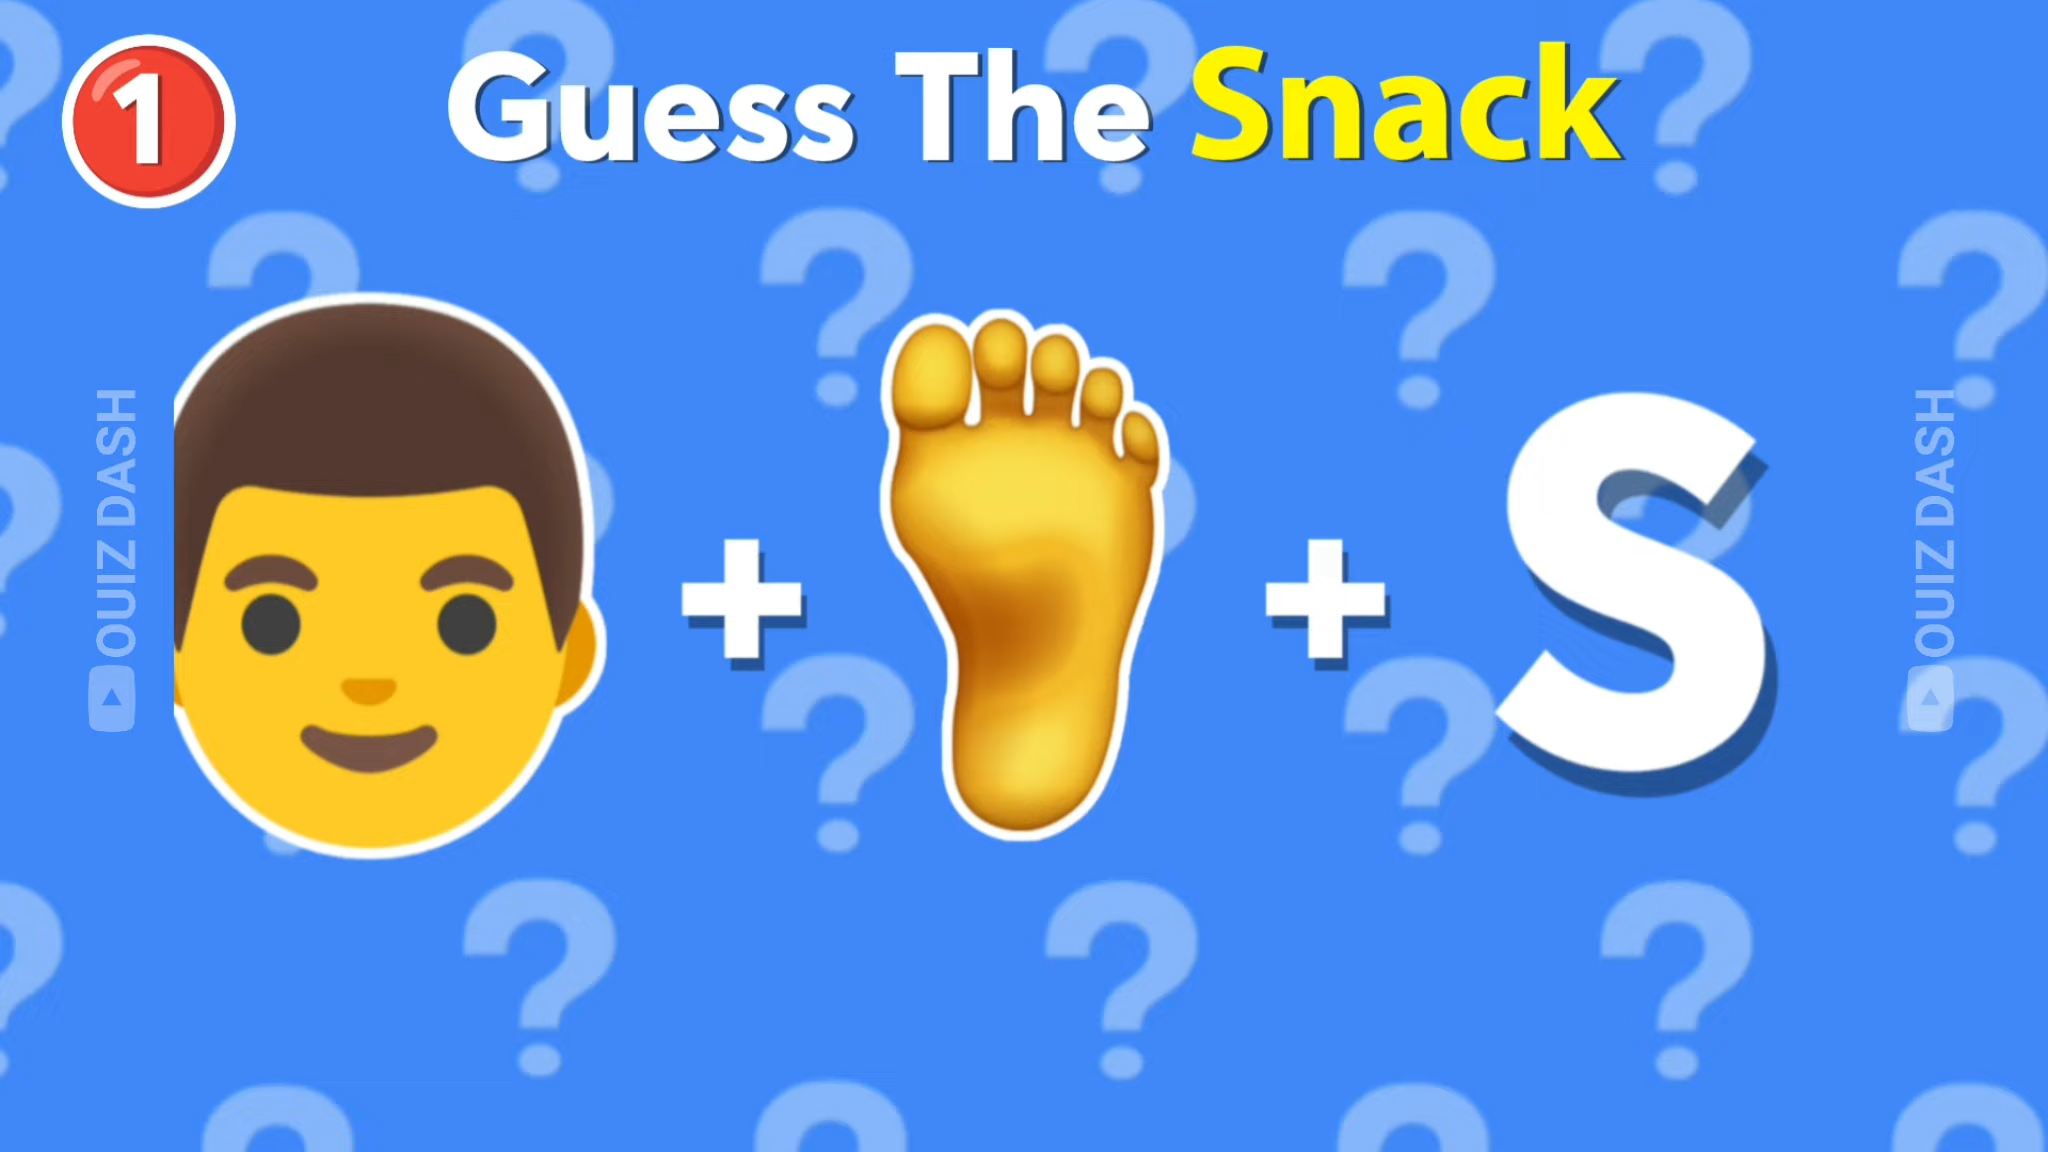 1
Guess The Snack
+ + S
QUIZ DASH
QUIZ DASH